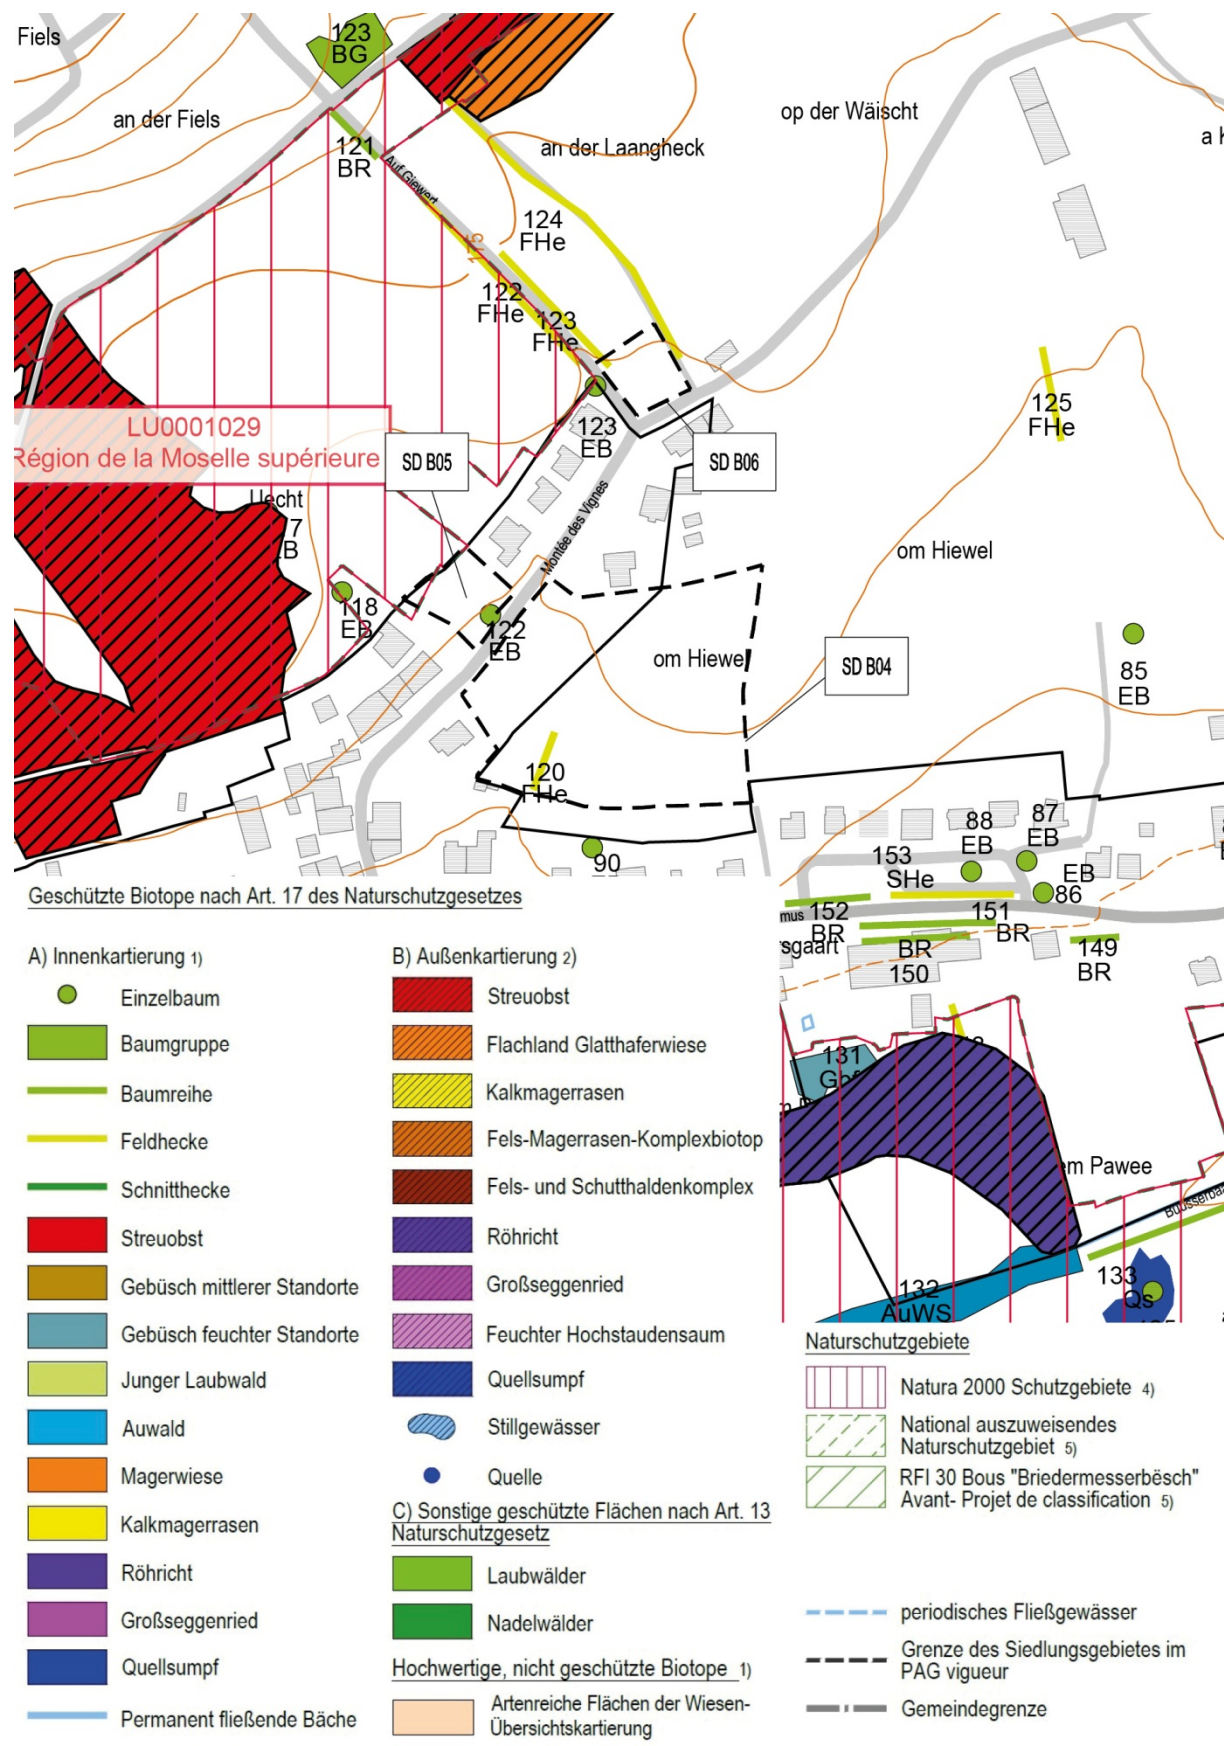 Fiels
123
BG
an der Fiels
121
BR
op der Wäischt
an der Laangheck
Auf Giewert
124
FHe
122
FHe
123
FHe
125
FHe
LU0001029
Région de la Moselle supérieure
123
EB
SD B05
SD B06
Montée des Vignes
om Hiewel
118
EB
122
EB
om Hiewel
SD B04
85
EB
120
FHe
90
88
EB
87
EB
153
SHe
EB
86
mus
152
BR
151
BR
BR
150
149
BR
131
em Pawee
132
AuWS
133
Qs
Geschützte Biotope nach Art. 17 des Naturschutzgesetzes
A) Innenkartierung 1)
Einzelbaum
Baumgruppe
Baumreihe
Feldhecke
Schnitthecke
Streuobst
Gebüsch mittlerer Standorte
Gebüsch feuchter Standorte
Junger Laubwald
Auwald
Magerwiese
Kalkmagerrasen
Röhricht
Großseggenried
Quellsumpf
Permanent fließende Bäche
B) Außenkartierung 2)
Streuobst
Flachland Glatthaferwiese
Kalkmagerrasen
Fels-Magerrasen-Komplexbiotop
Fels- und Schutthaldenkomplex
Röhricht
Großseggenried
Feuchter Hochstaudensaum
Quellsumpf
Stillgewässer
Quelle
C) Sonstige geschützte Flächen nach Art. 13
Naturschutzgesetz
Laubwälder
Nadelwälder
Hochwertige, nicht geschützte Biotope 1)
Artenreiche Flächen der Wiesen-
Übersichtskartierung
Naturschutzgebiete
Natura 2000 Schutzgebiete 4)
National auszuweisendes
Naturschutzgebiet 5)
RFI 30 Bous "Briedermesserbësch"
Avant- Projet de classification 5)
periodisches Fließgewässer
Grenze des Siedlungsgebietes im
PAG vigueur
Gemeindegrenze